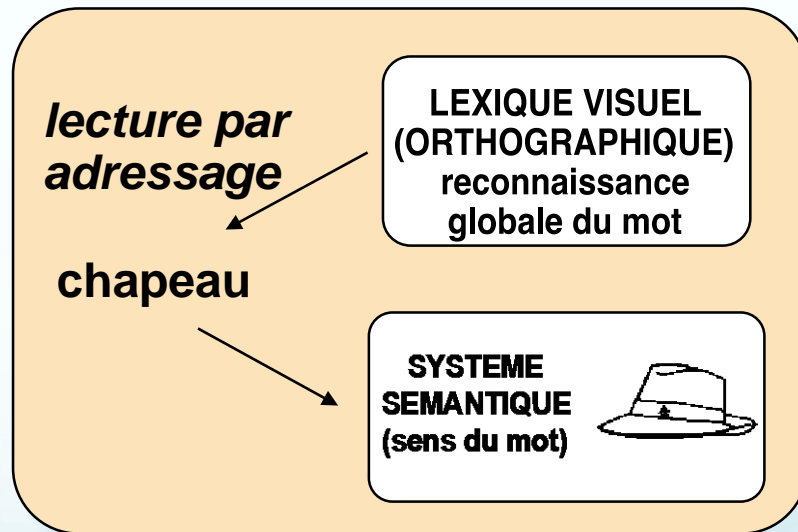 lecture par
adressage
LEXIQUE VISUEL
(ORTHOGRAPHIQUE)
reconnaissance
globale du mot
chapeau
SYSTEME
SEMANTIQUE
(sens du mot)